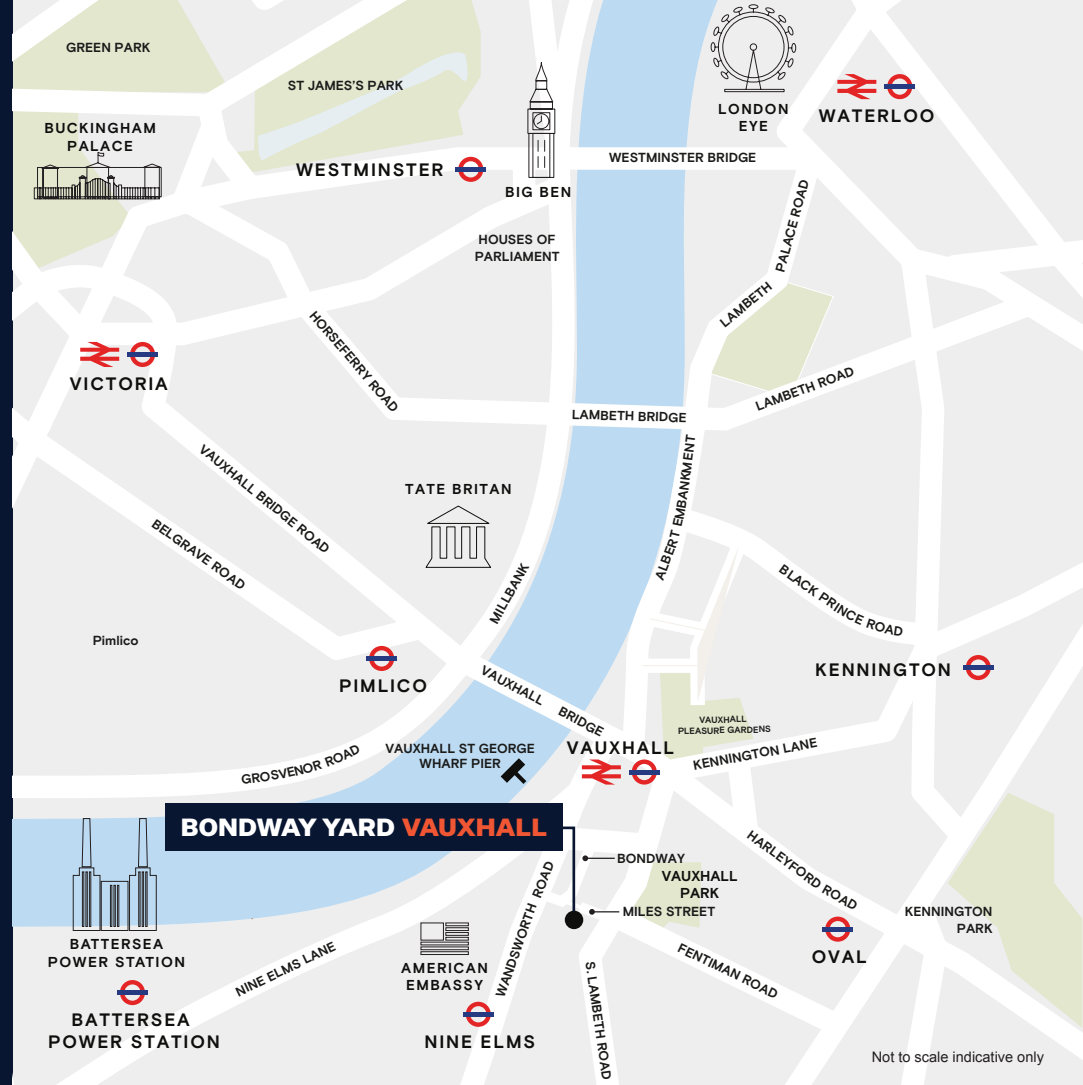 GREEN PARK
ST JAMES'S PARK
BUCKINGHAM
PALACE
WESTMINSTER
BIG BEN
LONDON
EYE
WATERLOO
WESTMINSTER BRIDGE
HOUSES OF
PARLIAMENT
LAMBETH
PALACE ROAD
HORSEFERRY ROAD
VICTORIA
LAMBETH BRIDGE
LAMBETH ROAD
VAUXHALL BRIDGE ROAD
BELGRAVE ROAD
TATE BRITAN
ALBERT EMBANKMENT
MILLBANK
BLACK PRINCE ROAD
Pimlico
PIMLICO
KENNINGTON
VAUXHALL BRIDGE
VAUXHALL
PLEASURE GARDENS
GROSVENOR ROAD
VAUXHALL ST GEORGE
WHARF PIER
VAUXHALL
KENNINGTON LANE
BONDWAY YARD VAUXHALL
BONDWAY
VAUXHALL
PARK
MILES STREET
HARLEYFORD ROAD
KENNINGTON
PARK
OVAL
BATTERSEA
POWER STATION
BATTERSEA
POWER STATION
NINE ELMS LANE
AMERICAN
EMBASSY
WANDSWORTH ROAD
NINE ELMS
S. LAMBETH ROAD
FENTIMAN ROAD
Not to scale indicative only